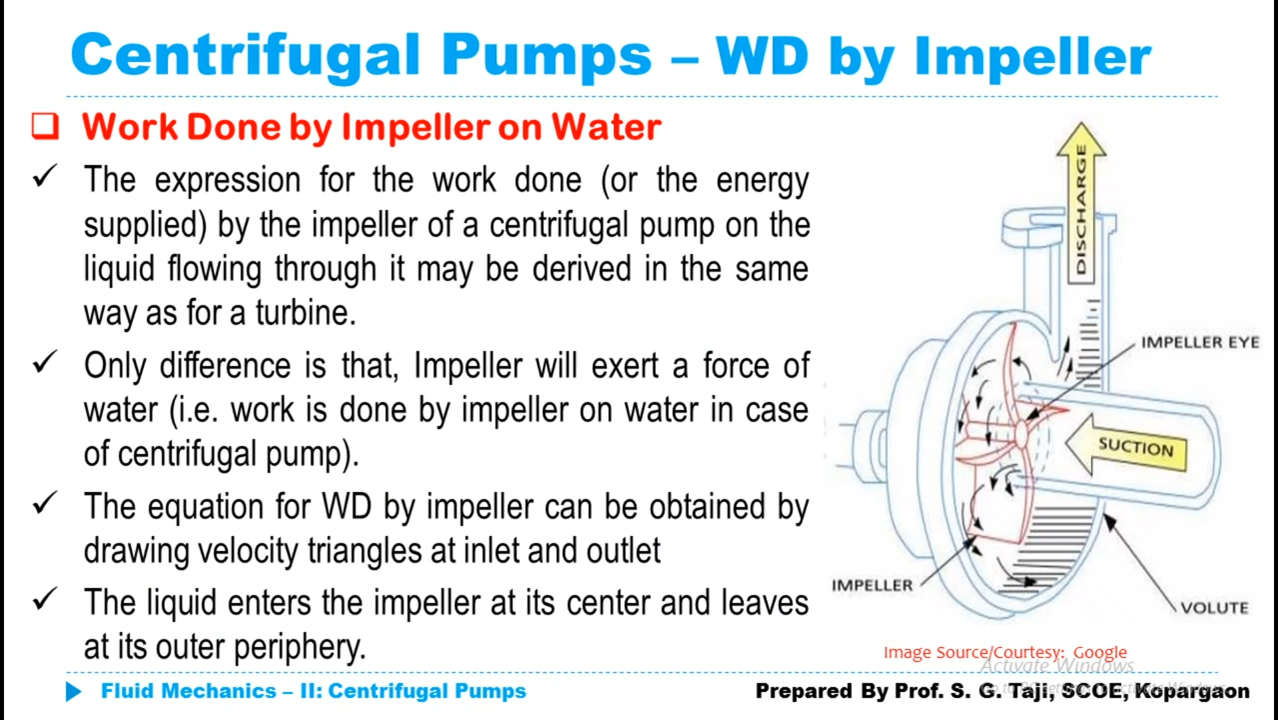 Centrifugal Pumps – WD by Impeller
❑ Work Done by Impeller on Water
✓ The expression for the work done (or the energy
supplied) by the impeller of a centrifugal pump on the
liquid flowing through it may be derived in the same
way as for a turbine.
✓ Only difference is that, Impeller will exert a force of
water (i.e. work is done by impeller on water in case
of centrifugal pump).
✓ The equation for WD by impeller can be obtained by
drawing velocity triangles at inlet and outlet
✓ The liquid enters the impeller at its center and leaves
at its outer periphery.
DISCHARGE
IMPELLER EYE
SUCTION
IMPELLER
VOLUTE
Image Source/Courtesy: Google
Activate Windows
Fluid Mechanics – II: Centrifugal Pumps
Prepared By Prof. S. G. Taji, SCOE, Kopargaon